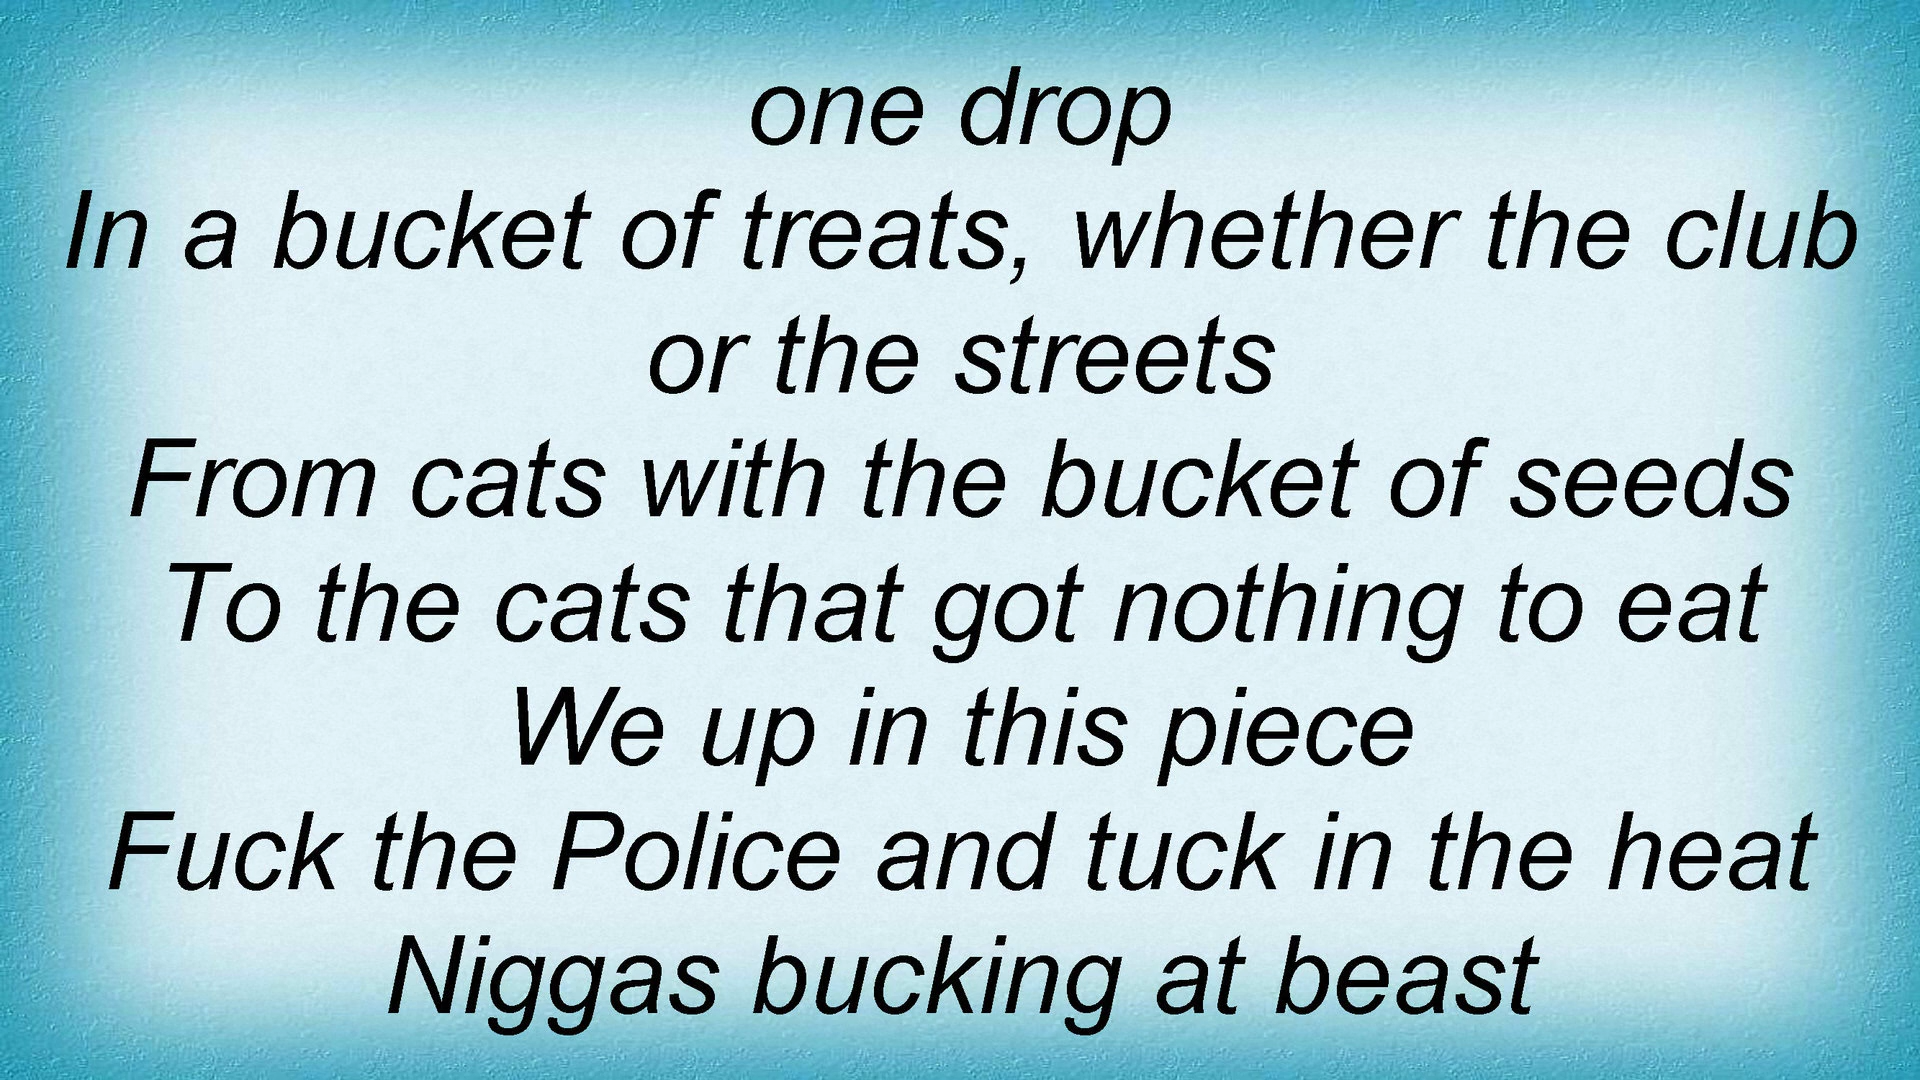 one drop
In a bucket of treats, whether the club
or the streets
From cats with the bucket of seeds
To the cats that got nothing to eat
We up in this piece
Fuck the Police and tuck in the heat
Niggas bucking at beast